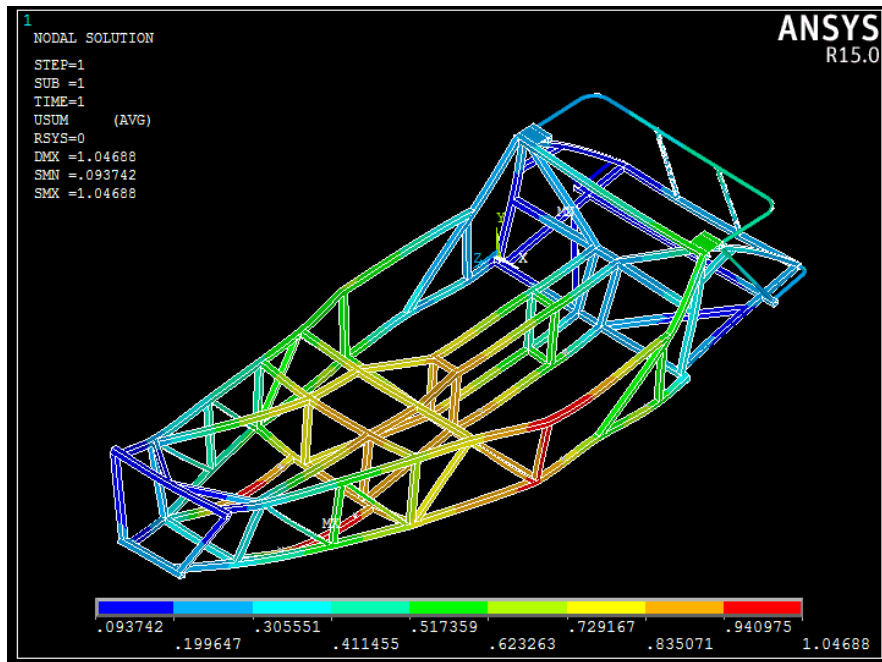 1
NODAL SOLUTION
ANSYS
R15.0
STEP=1
SUB =1
TIME=1
USUM (AVG)
RSYS=0
DMX =1.04688
SMN =.093742
SMX =1.04688
MN
Y
Z X
MX
.093742 .305551 .517359 .729167 .940975
.199647 .411455 .623263 .835071 1.04688